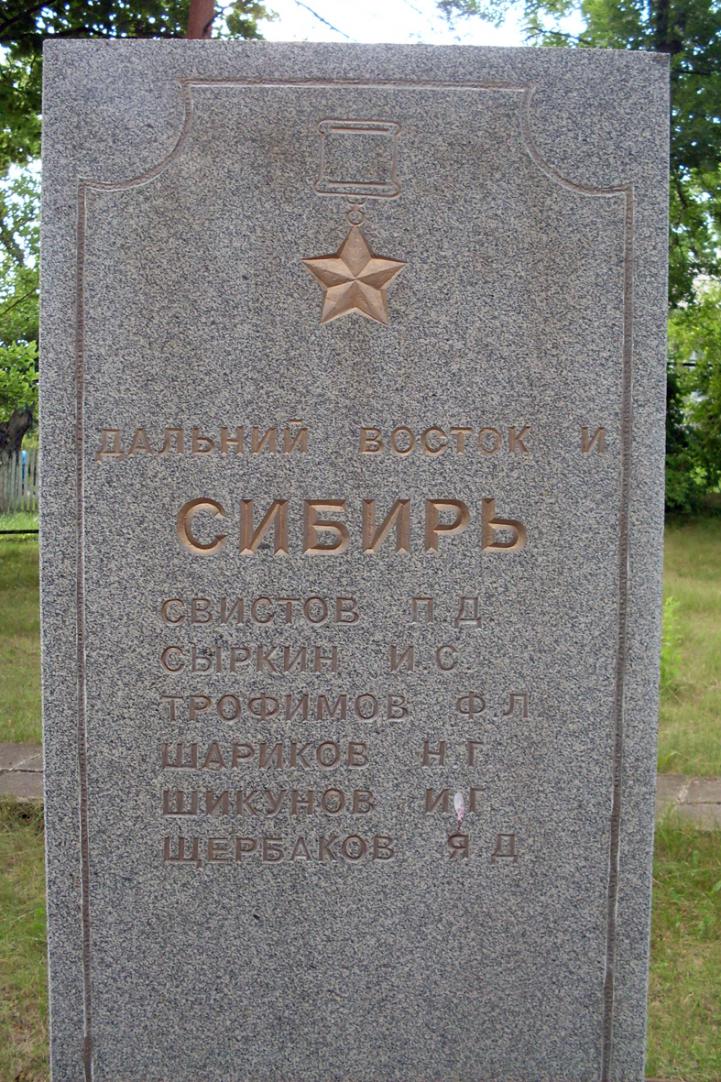 ДАЛЬНИЙ ВОСТОК И
СИБИРЬ
СВИСТОВ П.Д.
СЫРКИН И.С.
ТРОФИМОВ Ф.Л.
ШАРИКОВ Н.Г.
ШИКУНОВ И.Г.
ЩЕРБАКОВ Я.Д.